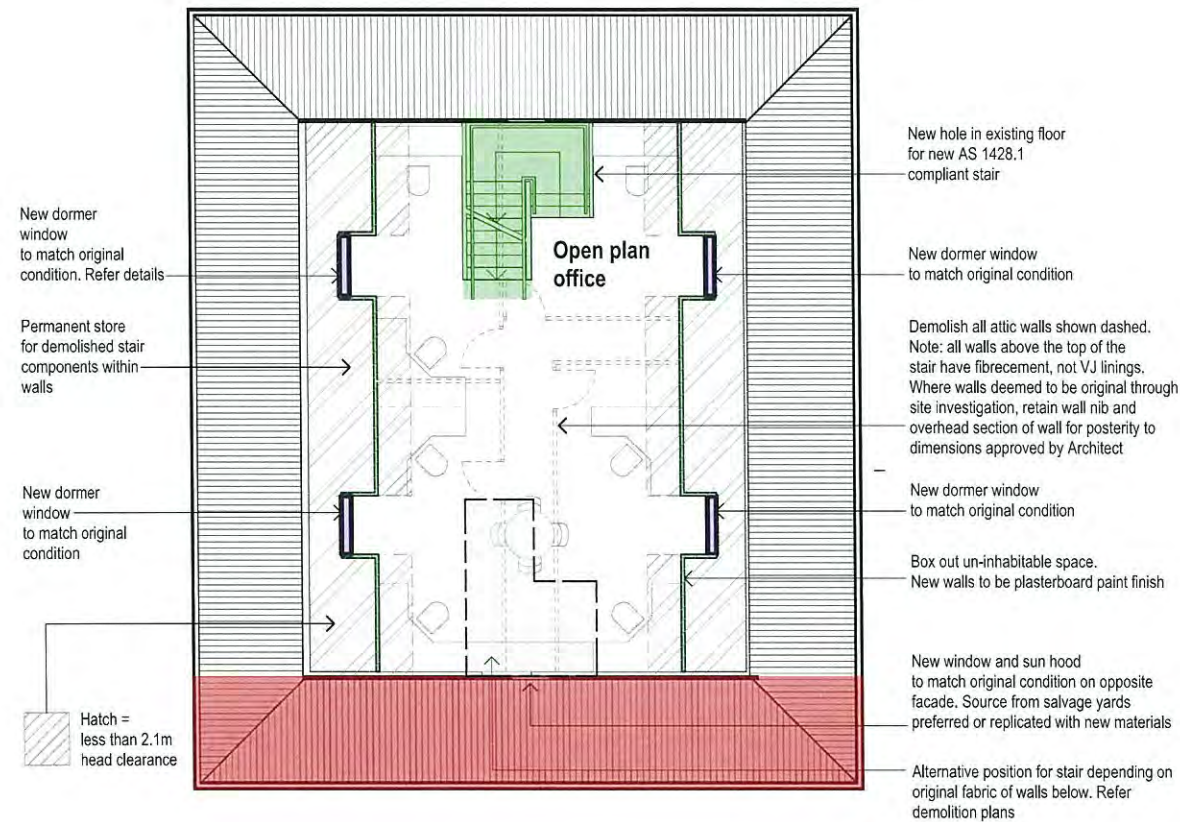 New dormer
window
to match original
condition. Refer details
Permanent store
for demolished stair
components within
walls
New dormer
window
to match original
condition
Hatch =
less than 2.1m
head clearance
Open plan
office
New hole in existing floor
for new AS 1428.1
compliant stair
New dormer window
to match original condition
Demolish all attic walls shown dashed.
Note: all walls above the top of the
stair have fibrecement, not VJ linings.
Where walls deemed to be original through
site investigation, retain wall nib and
overhead section of wall for posterity to
dimensions approved by Architect
New dormer window
to match original condition
Box out un-inhabitable space.
New walls to be plasterboard paint finish
New window and sun hood
to match original condition on opposite
facade. Source from salvage yards
preferred or replicated with new materials
Alternative position for stair depending on
original fabric of walls below. Refer
demolition plans